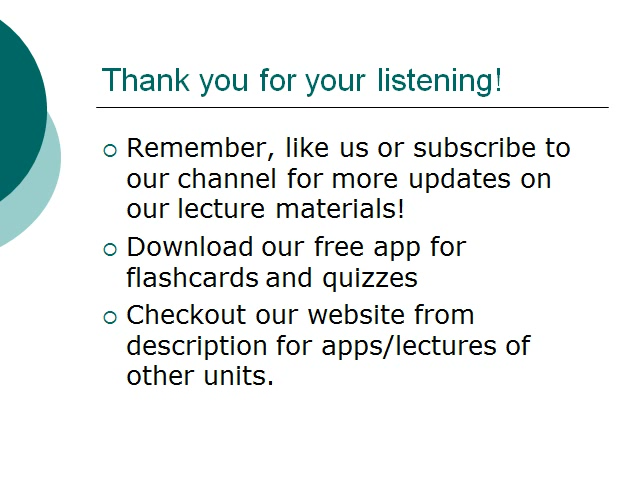 Thank you for your listening!
Remember, like us or subscribe to
our channel for more updates on
our lecture materials!
Download our free app for
flashcards and quizzes
Checkout our website from
description for apps/lectures of
other units.